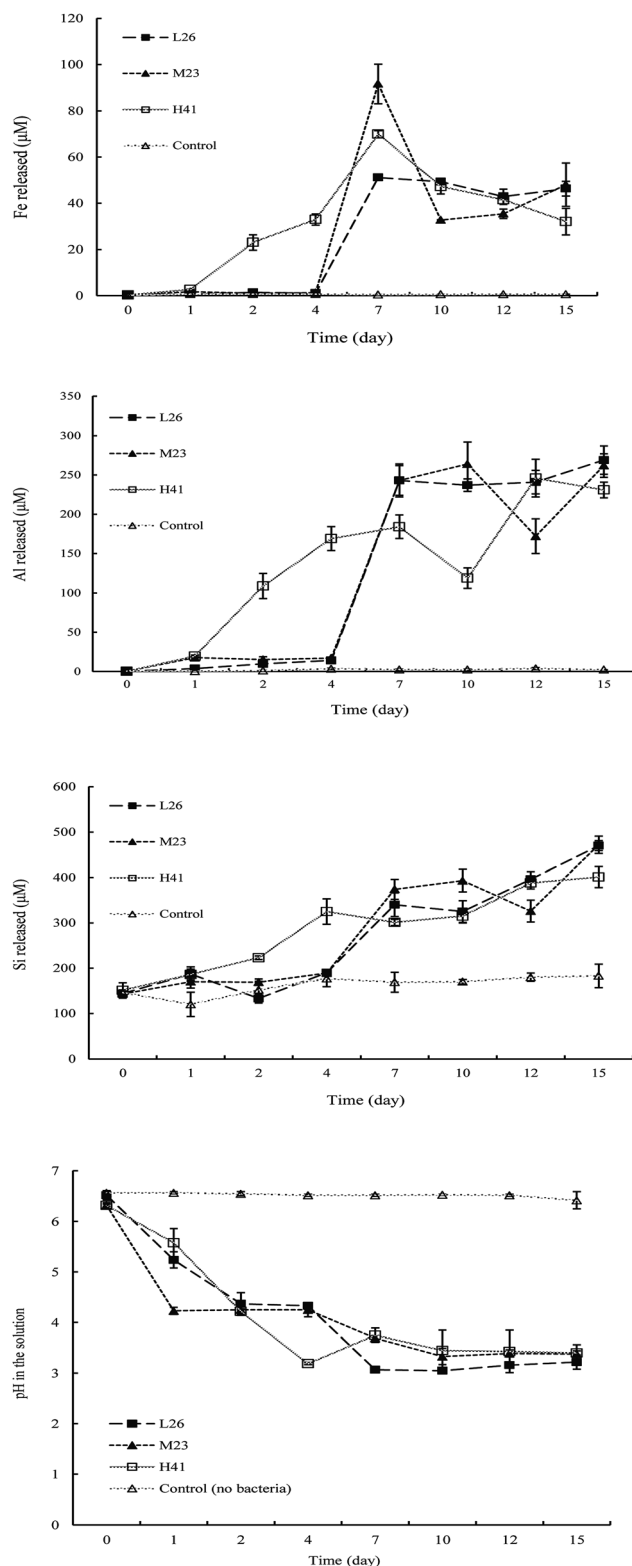 Fe released (μM)
120
100
80
60
40
20
0
L26
M23
H41
Control
0 1 2 4 7 10 12 15
Time (day)
Al released (μM)
350
300
250
200
150
100
50
0
L26
M23
H41
Control
0 1 2 4 7 10 12 15
Time (day)
Si released (μM)
600
500
400
300
200
100
0
L26
M23
H41
Control
0 1 2 4 7 10 12 15
Time (day)
pH in the solution
7
6
5
4
3
2
1
0
L26
M23
H41
Control (no bacteria)
0 1 2 4 7 10 12 15
Time (day)